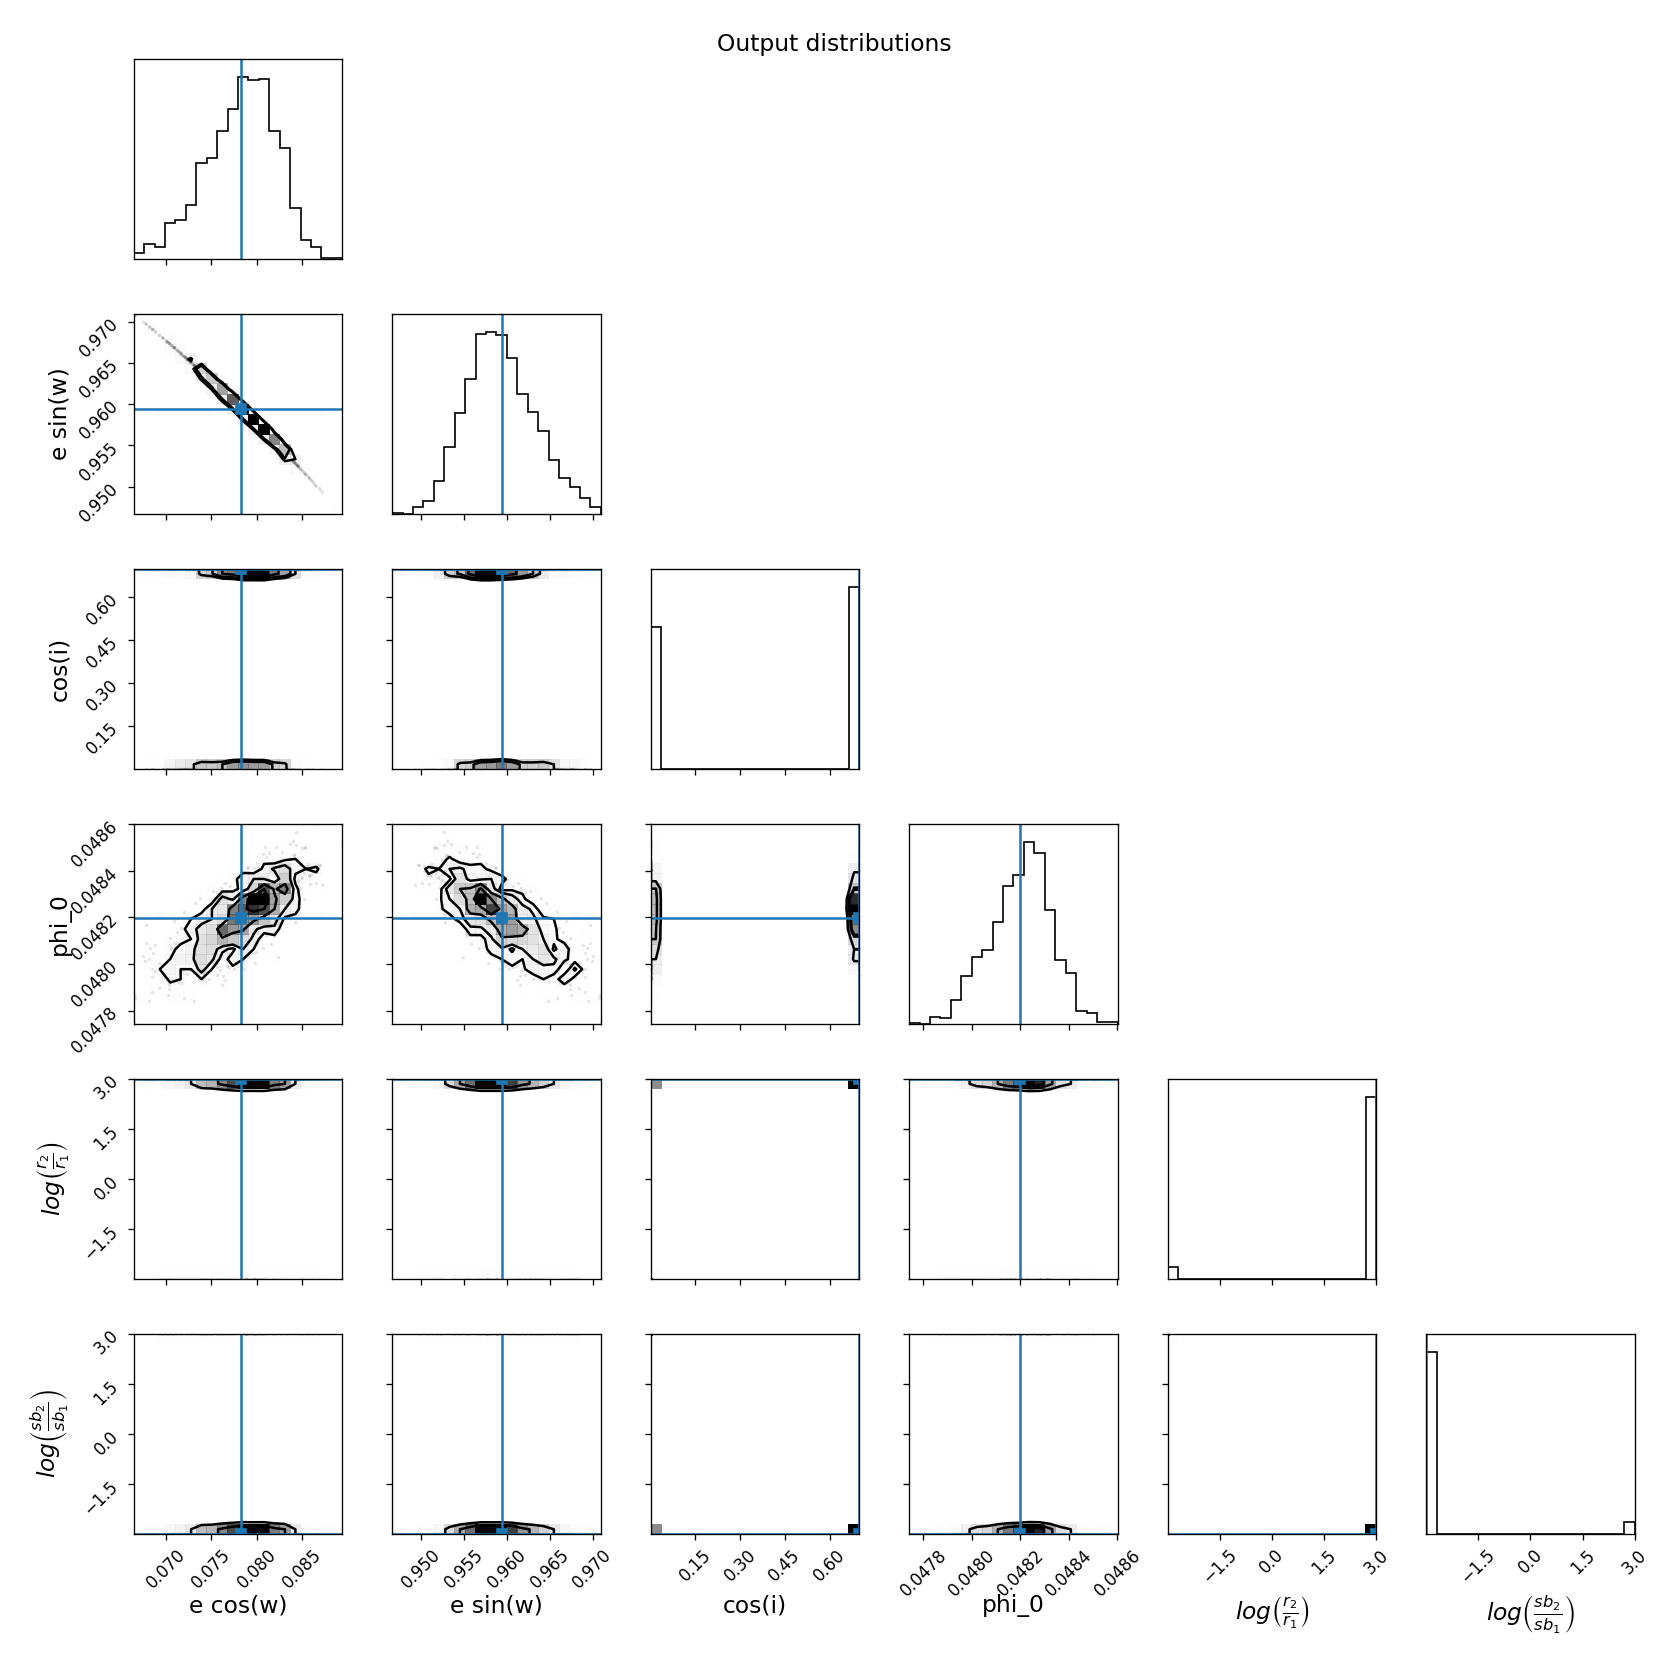 Output distributions
0.970
0.965
0.960
0.955
0.950
e sin(w)
0.60
0.45
0.30
0.15
cos(i)
0.0486
0.0484
0.0482
0.0480
0.0478
phi_0
3.0
1.5
0.0
−1.5
log(r₂/r₁)
3.0
1.5
0.0
−1.5
log(sb₂/sb₁)
0.070 0.075 0.080 0.085
0.950 0.955 0.960 0.965 0.970
0.15 0.30 0.45 0.60
0.0478 0.0480 0.0482 0.0484 0.0486
−1.5 0.0 1.5 3.0
−1.5 0.0 1.5 3.0
e cos(w) e sin(w) cos(i) phi_0 log(r₂/r₁) log(sb₂/sb₁)